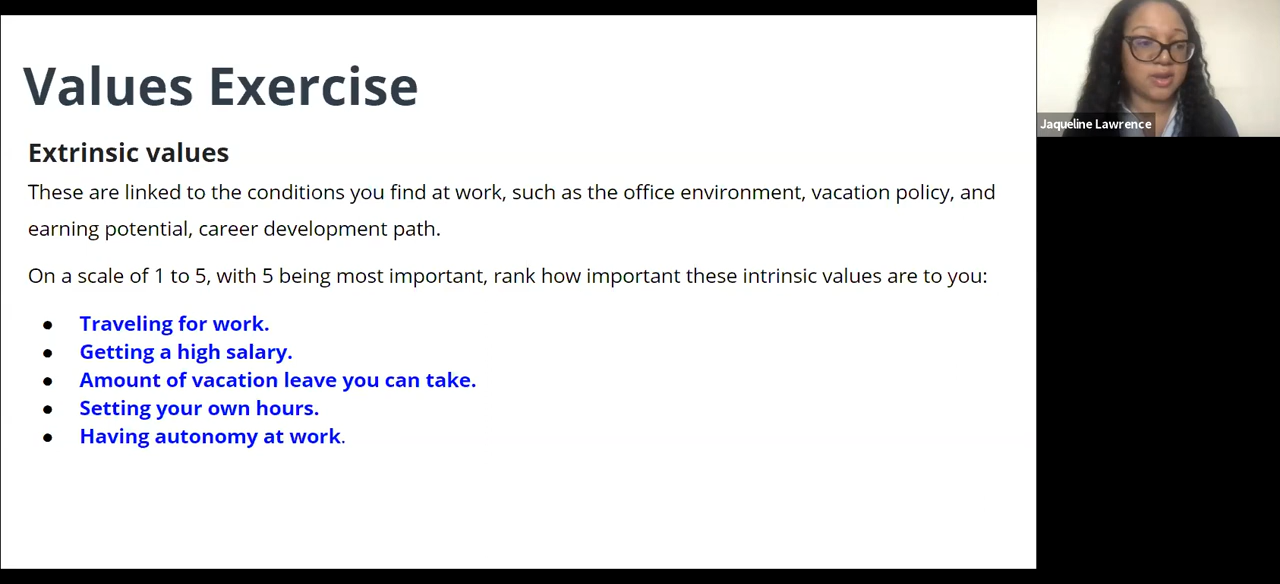 Values Exercise
Extrinsic values
These are linked to the conditions you find at work, such as the office environment, vacation policy, and
earning potential, career development path.
On a scale of 1 to 5, with 5 being most important, rank how important these intrinsic values are to you:
● Traveling for work.
● Getting a high salary.
● Amount of vacation leave you can take.
● Setting your own hours.
● Having autonomy at work.
Jaqueline Lawrence